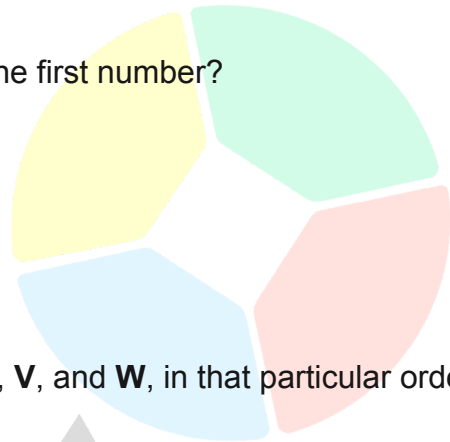 he first number?
, V, and W, in that particular orde